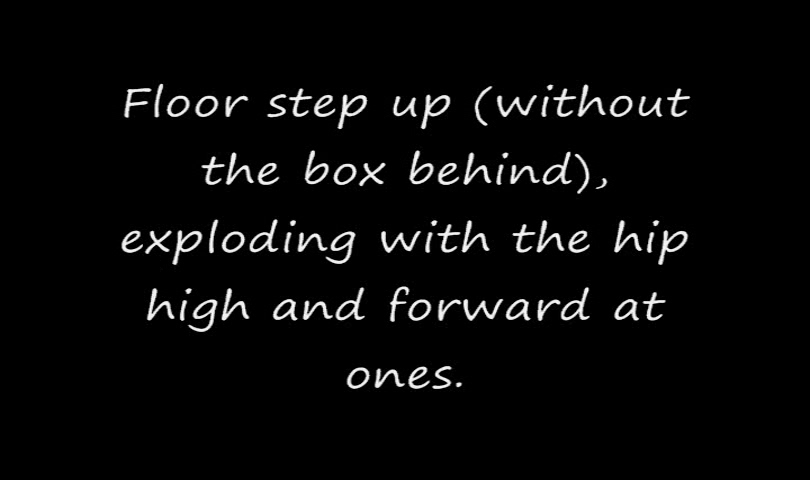 Floor step up (without
the box behind),
exploding with the hip
high and forward at
ones.